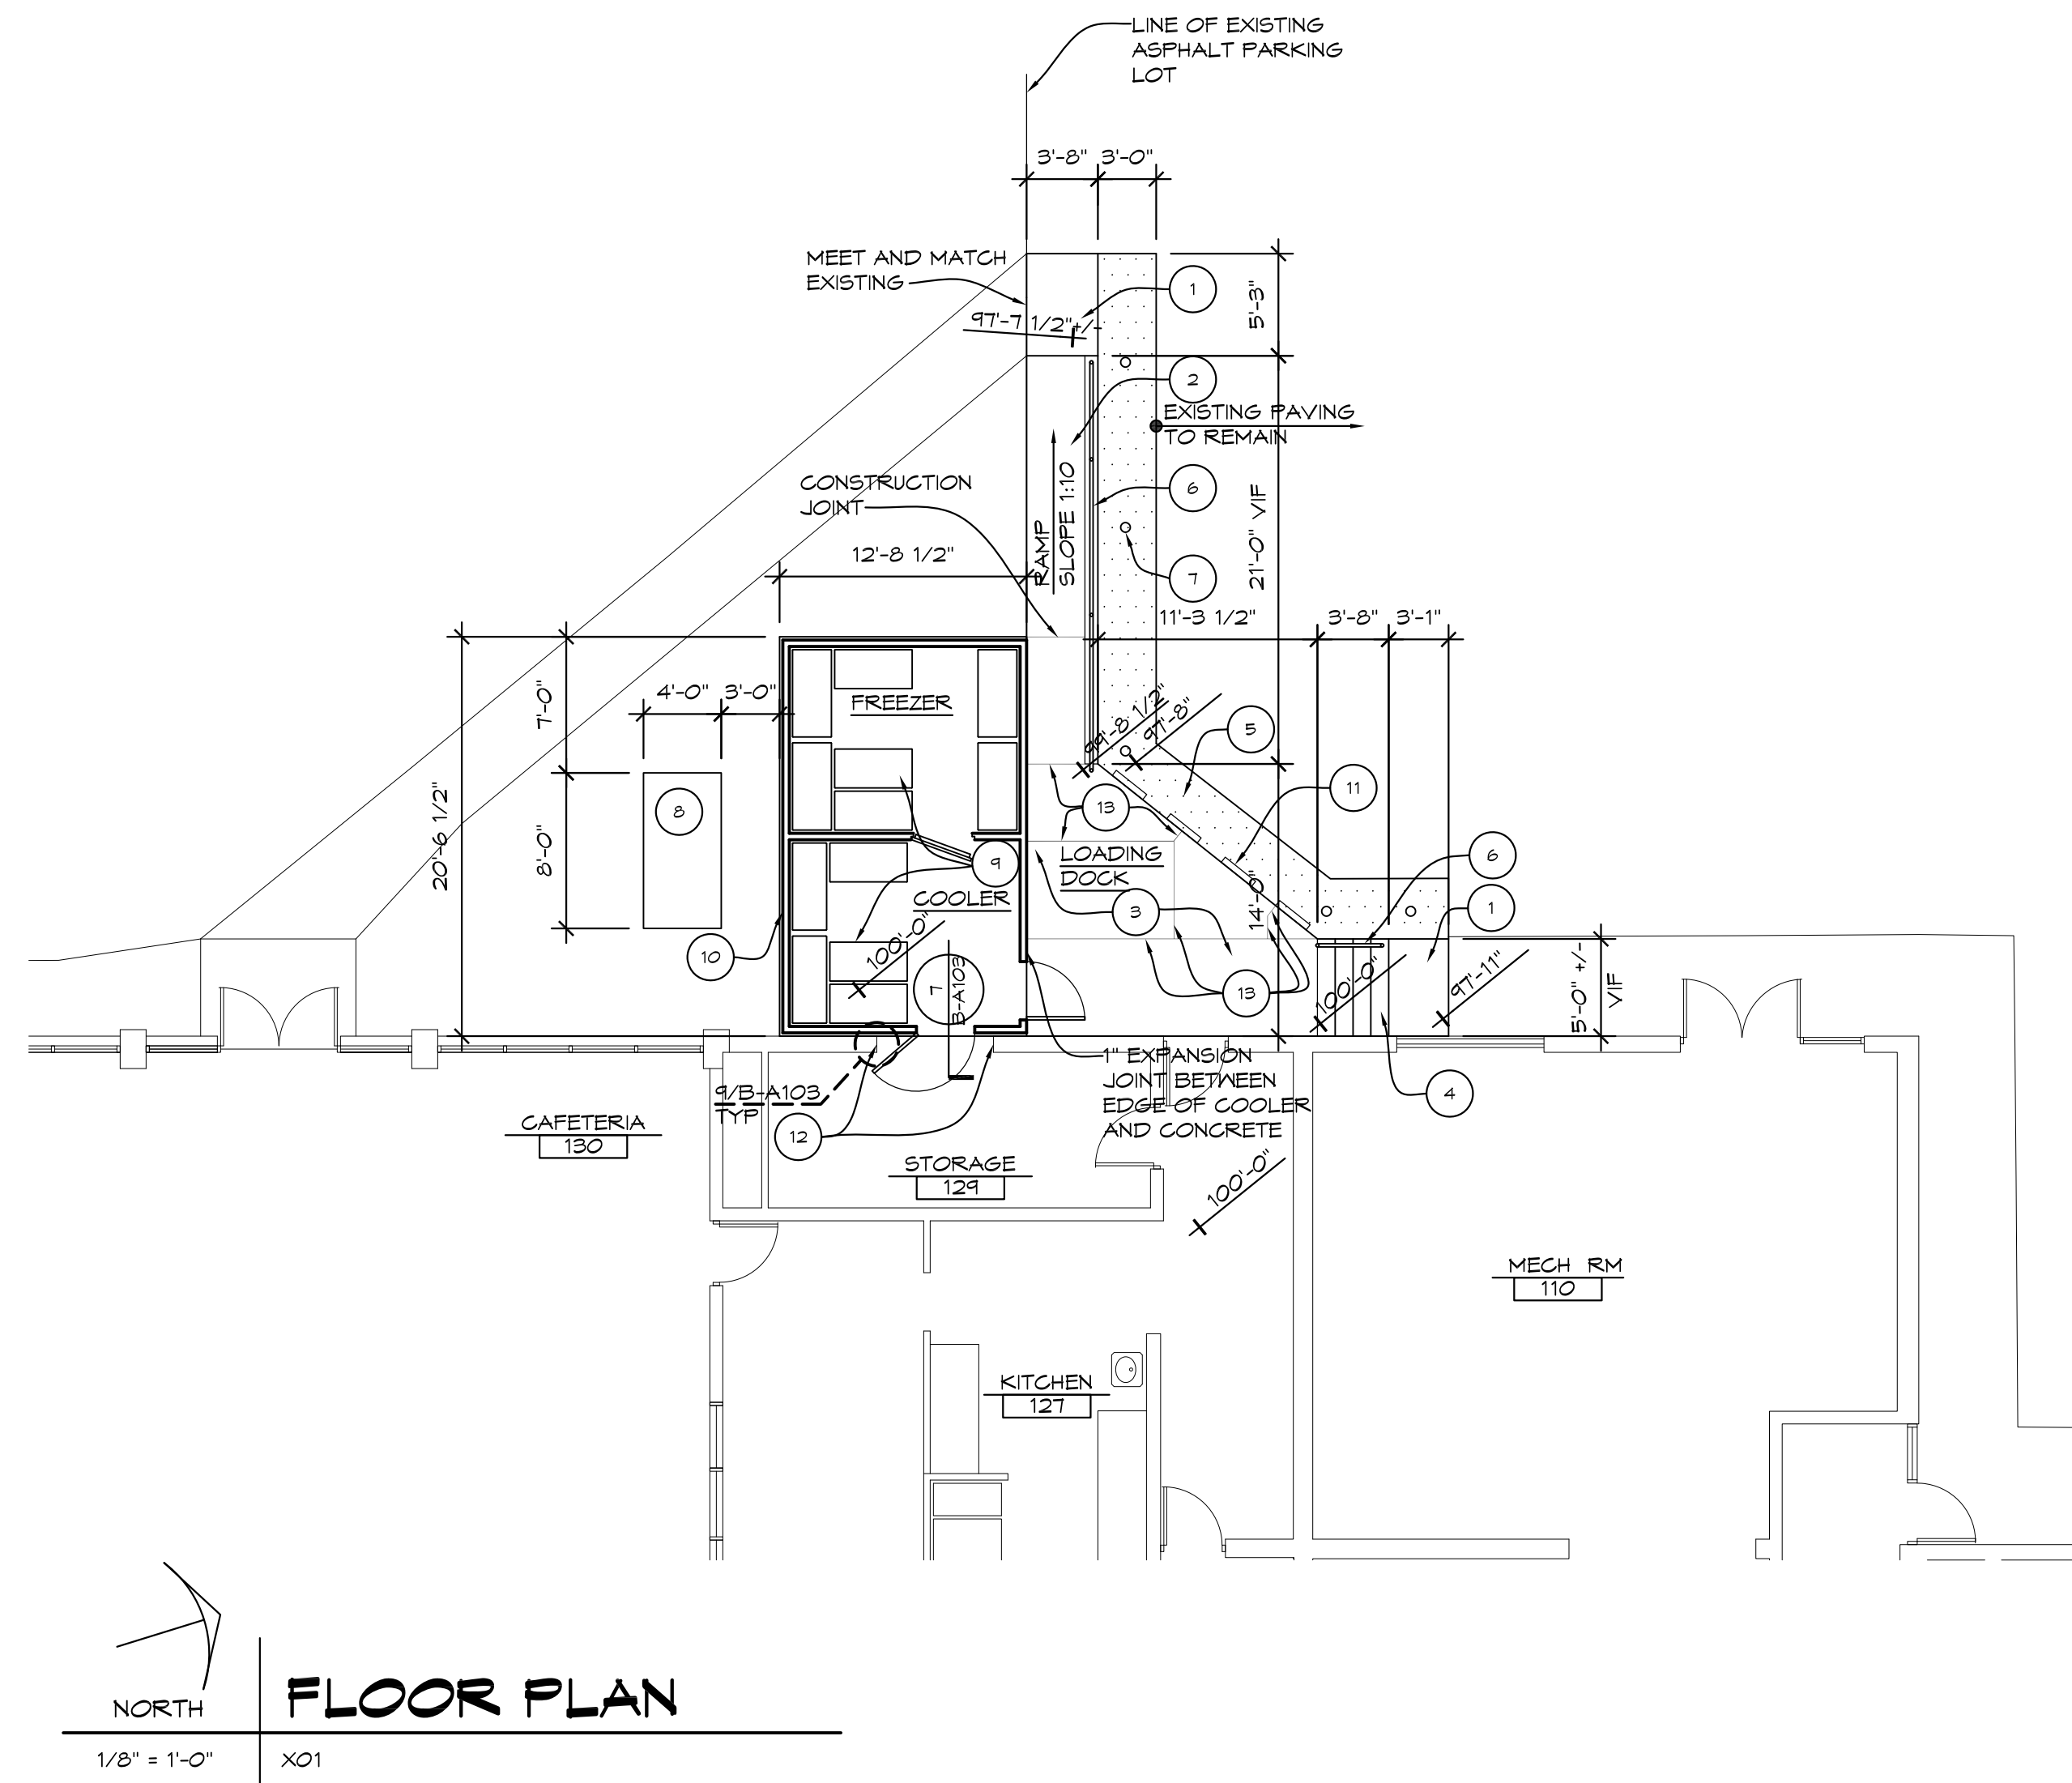 LINE OF EXISTING
ASPHALT PARKING
LOT
3'-8" 3'-0"
MEET AND MATCH
EXISTING
1
97'-7 1/2"+/-
5'-3"
2
EXISTING PAVING
TO REMAIN
CONSTRUCTION
JOINT
RAMP
SLOPE 1:10
6
21'-0" VIF
12'-8 1/2"
7
11'-3 1/2"
3'-8"
3'-1"
7'-0"
4'-0"
3'-0"
FREEZER
99'-8 1/2"
97'-8"
5
20'-6 1/2"
8'-0"
8
13
11
9
LOADING
DOCK
6
COOLER
3
14'-0"
1
10
100'-0"
7
B-A103
13
100'-0"
97'-11"
5'-0" +/-
VIF
1" EXPANSION
JOINT BETWEEN
EDGE OF COOLER
AND CONCRETE
4
9/B-A103
TYP
12
CAFETERIA
130
STORAGE
129
100'-0"
MECH RM
110
KITCHEN
127
NORTH
FLOOR PLAN
1/8" = 1'-0"
X01